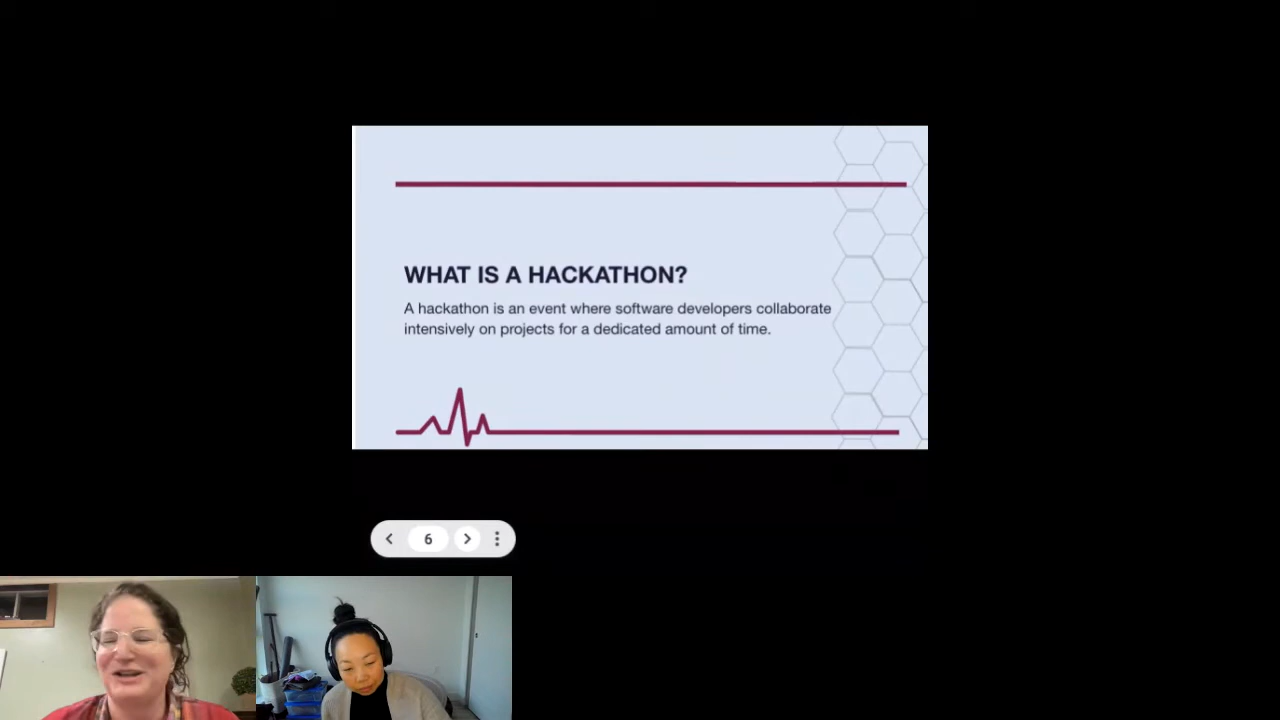 WHAT IS A HACKATHON?
A hackathon is an event where software developers collaborate
intensively on projects for a dedicated amount of time.
6